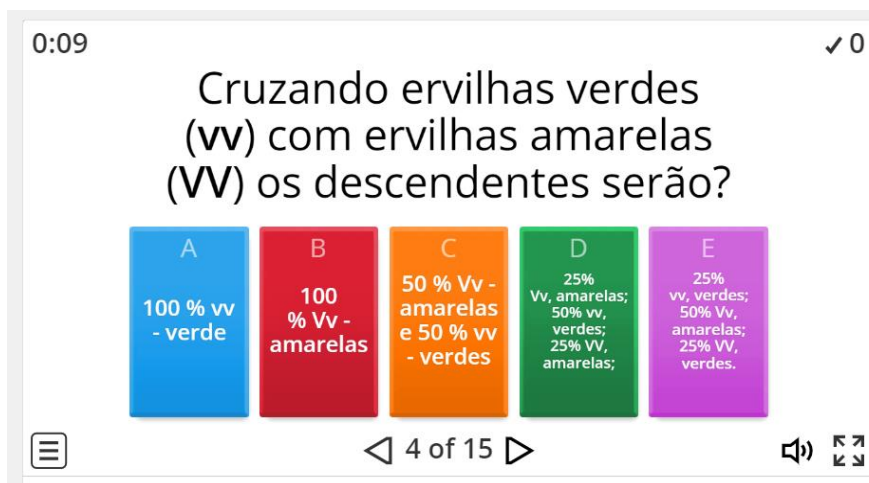 0:09
✓ 0
Cruzando ervilhas verdes
(vv) com ervilhas amarelas
(VV) os descendentes serão?
A
100 % vv
- verde
B
100
% Vv -
amarelas
C
50 % Vv -
amarelas
e 50 % vv
- verdes
D
25%
Vv, amarelas;
50% vv,
verdes;
25% VV,
amarelas;
E
25%
vv, verdes;
50% Vv,
amarelas;
25% VV,
verdes.
4 of 15